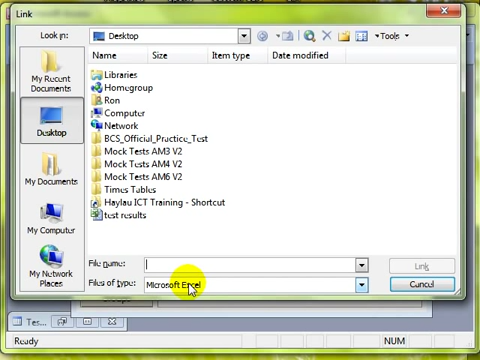 Link
Look in:
Desktop
Tools
My Recent
Documents
Desktop
My Documents
My Computer
My Network
Places
Name
Size
Item type
Date modified
Libraries
Homegroup
Ron
Computer
Network
BCS_Official_Practice_Test
Mock Tests AM3 V2
Mock Tests AM4 V2
Mock Tests AM6 V2
Times Tables
Haylau ICT Training - Shortcut
test results
File name:
Link
Files of type:
Microsoft Excel
Cancel
Tes...
Ready
NUM